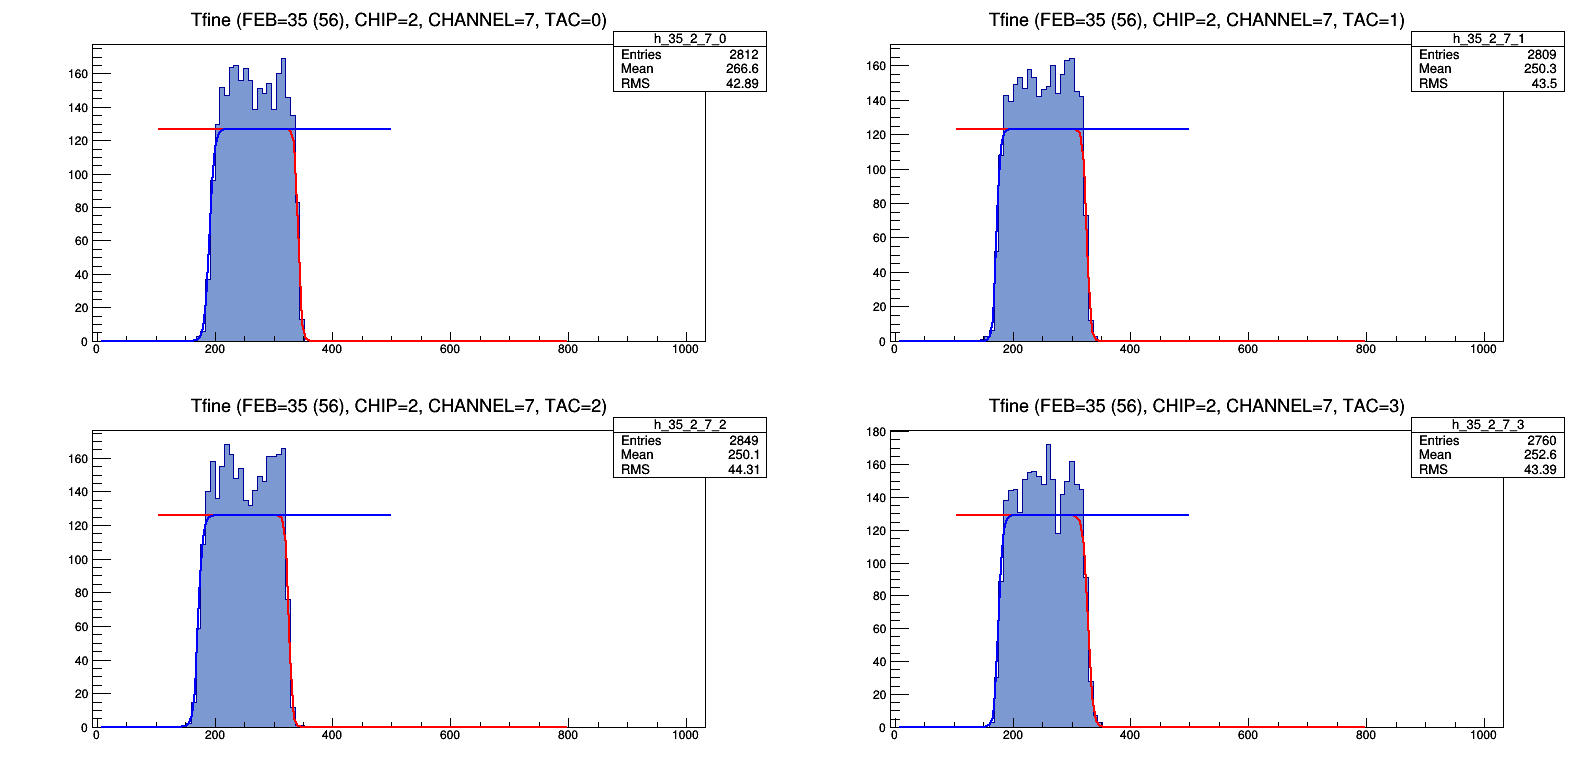 Tfine (FEB=35 (56), CHIP=2, CHANNEL=7, TAC=0)
h_35_2_7_0
Entries 2812
Mean 266.6
RMS 42.89
160
140
120
100
80
60
40
20
0
0 200 400 600 800 1000
Tfine (FEB=35 (56), CHIP=2, CHANNEL=7, TAC=1)
h_35_2_7_1
Entries 2809
Mean 250.3
RMS 43.5
160
140
120
100
80
60
40
20
0
0 200 400 600 800 1000
Tfine (FEB=35 (56), CHIP=2, CHANNEL=7, TAC=2)
h_35_2_7_2
Entries 2849
Mean 250.1
RMS 44.31
160
140
120
100
80
60
40
20
0
0 200 400 600 800 1000
Tfine (FEB=35 (56), CHIP=2, CHANNEL=7, TAC=3)
h_35_2_7_3
Entries 2760
Mean 252.6
RMS 43.39
180
160
140
120
100
80
60
40
20
0
0 200 400 600 800 1000